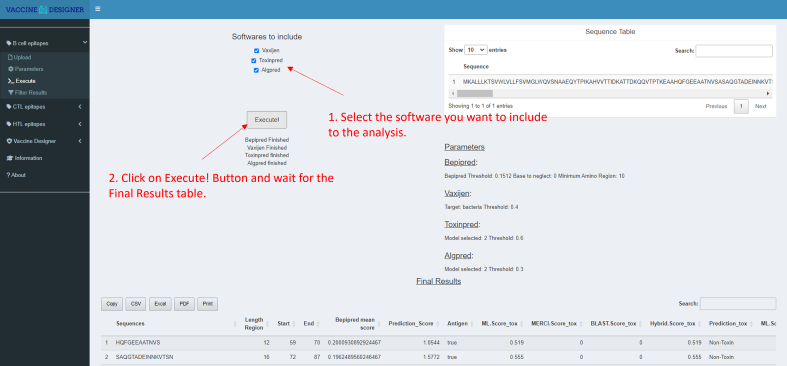 VACCINE DESIGNER
B cell epitopes
Upload
Parameters
Execute
Filter Results
CTL epitopes
HTL epitopes
Vaccine Designer
Information
? About
Softwares to include
Vaxijen
Toxinpred
Algpred
Execute!
Bepipred Finished
Vaxijen Finished
Toxinpred finished
Algpred finished
1. Select the software you want to include
to the analysis.
2. Click on Execute! Button and wait for the
Final Results table.
Sequence Table
Show 10 entries Search:
Sequence
1 MKALLLKTSVWLVLLFSVMGLWQVSNAAEQYTPIKAHVVTTIDKATTDKQQVTPTKEAAHQFGEEAATNVSASAQGTADEINNKVT
Showing 1 to 1 of 1 entries Previous 1 Next
Parameters
Bepipred:
Bepipred Threshold: 0.1512 Base to neglect: 0 Minimum Amino Region: 10
Vaxijen:
Target: bacteria Threshold: 0.4
Toxinpred:
Model selected: 2 Threshold: 0.6
Algpred:
Model selected: 2 Threshold: 0.3
Final Results
Copy CSV Excel PDF Print Search:
Sequences Length Region Start End Bepipred mean score Prediction_Score Antigen ML.Score_tox MERCI.Score_tox BLAST.Score_tox Hybrid.Score_tox Prediction_tox ML.Sc
1 HQFGEEAATNVS 12 59 70 0.2000930892924467 1.0544 true 0.519 0 0 0.519 Non-Toxin
2 SAQGTADEINNKVTSN 16 72 87 0.1962489560246467 1.5772 true 0.555 0 0 0.555 Non-Toxin